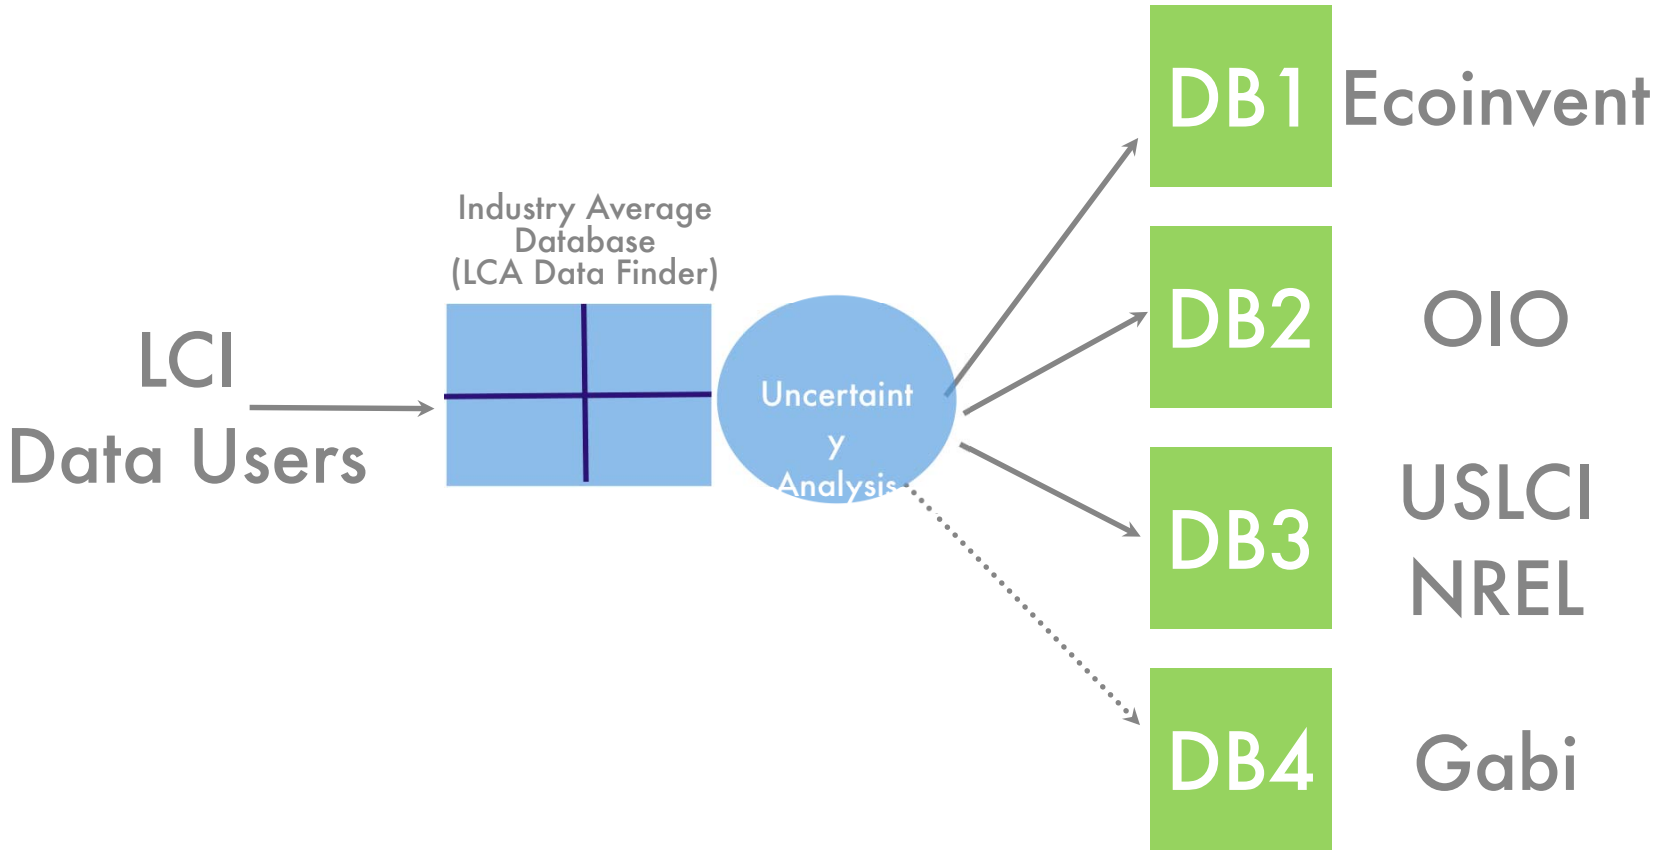 LCI
Data Users
Industry Average
Database
(LCA Data Finder)
Uncertaint
y
Analysis
DB1
Ecoinvent
DB2
OIO
DB3
USLCI
NREL
DB4
Gabi